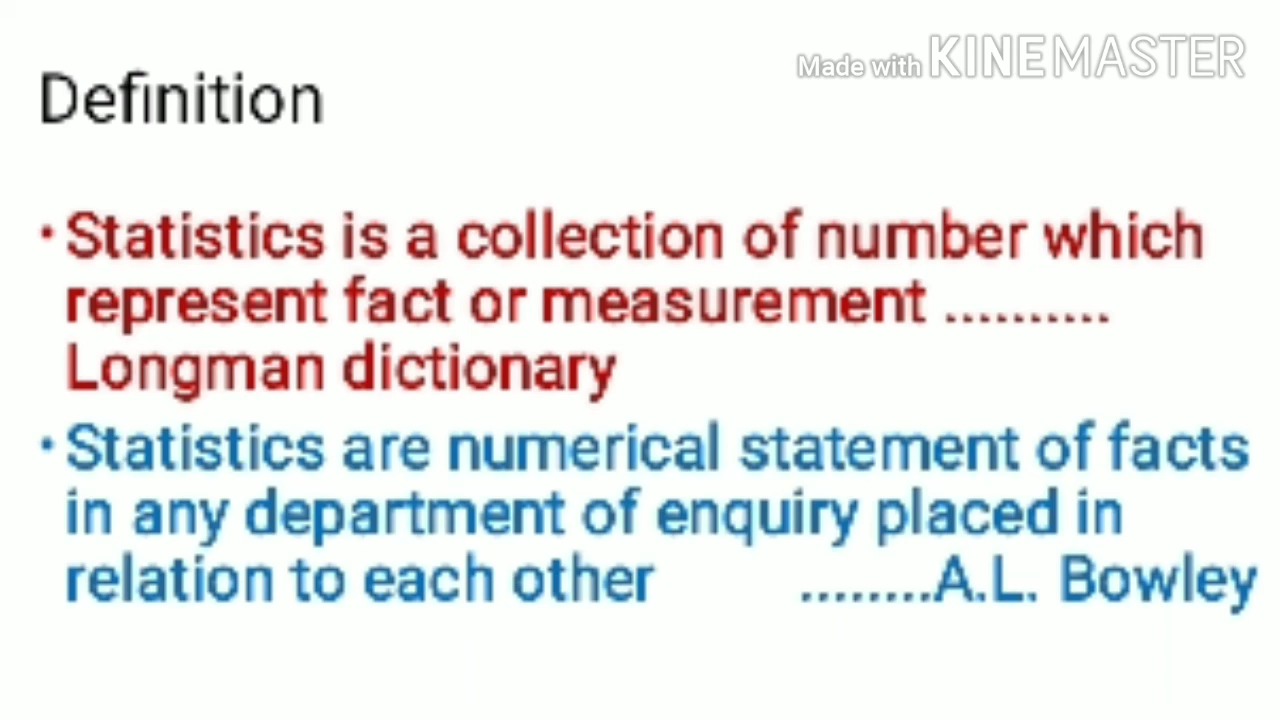 Made with KINEMASTER
Definition
• Statistics is a collection of number which
represent fact or measurement ..........
Longman dictionary
• Statistics are numerical statement of facts
in any department of enquiry placed in
relation to each other ........A.L. Bowley